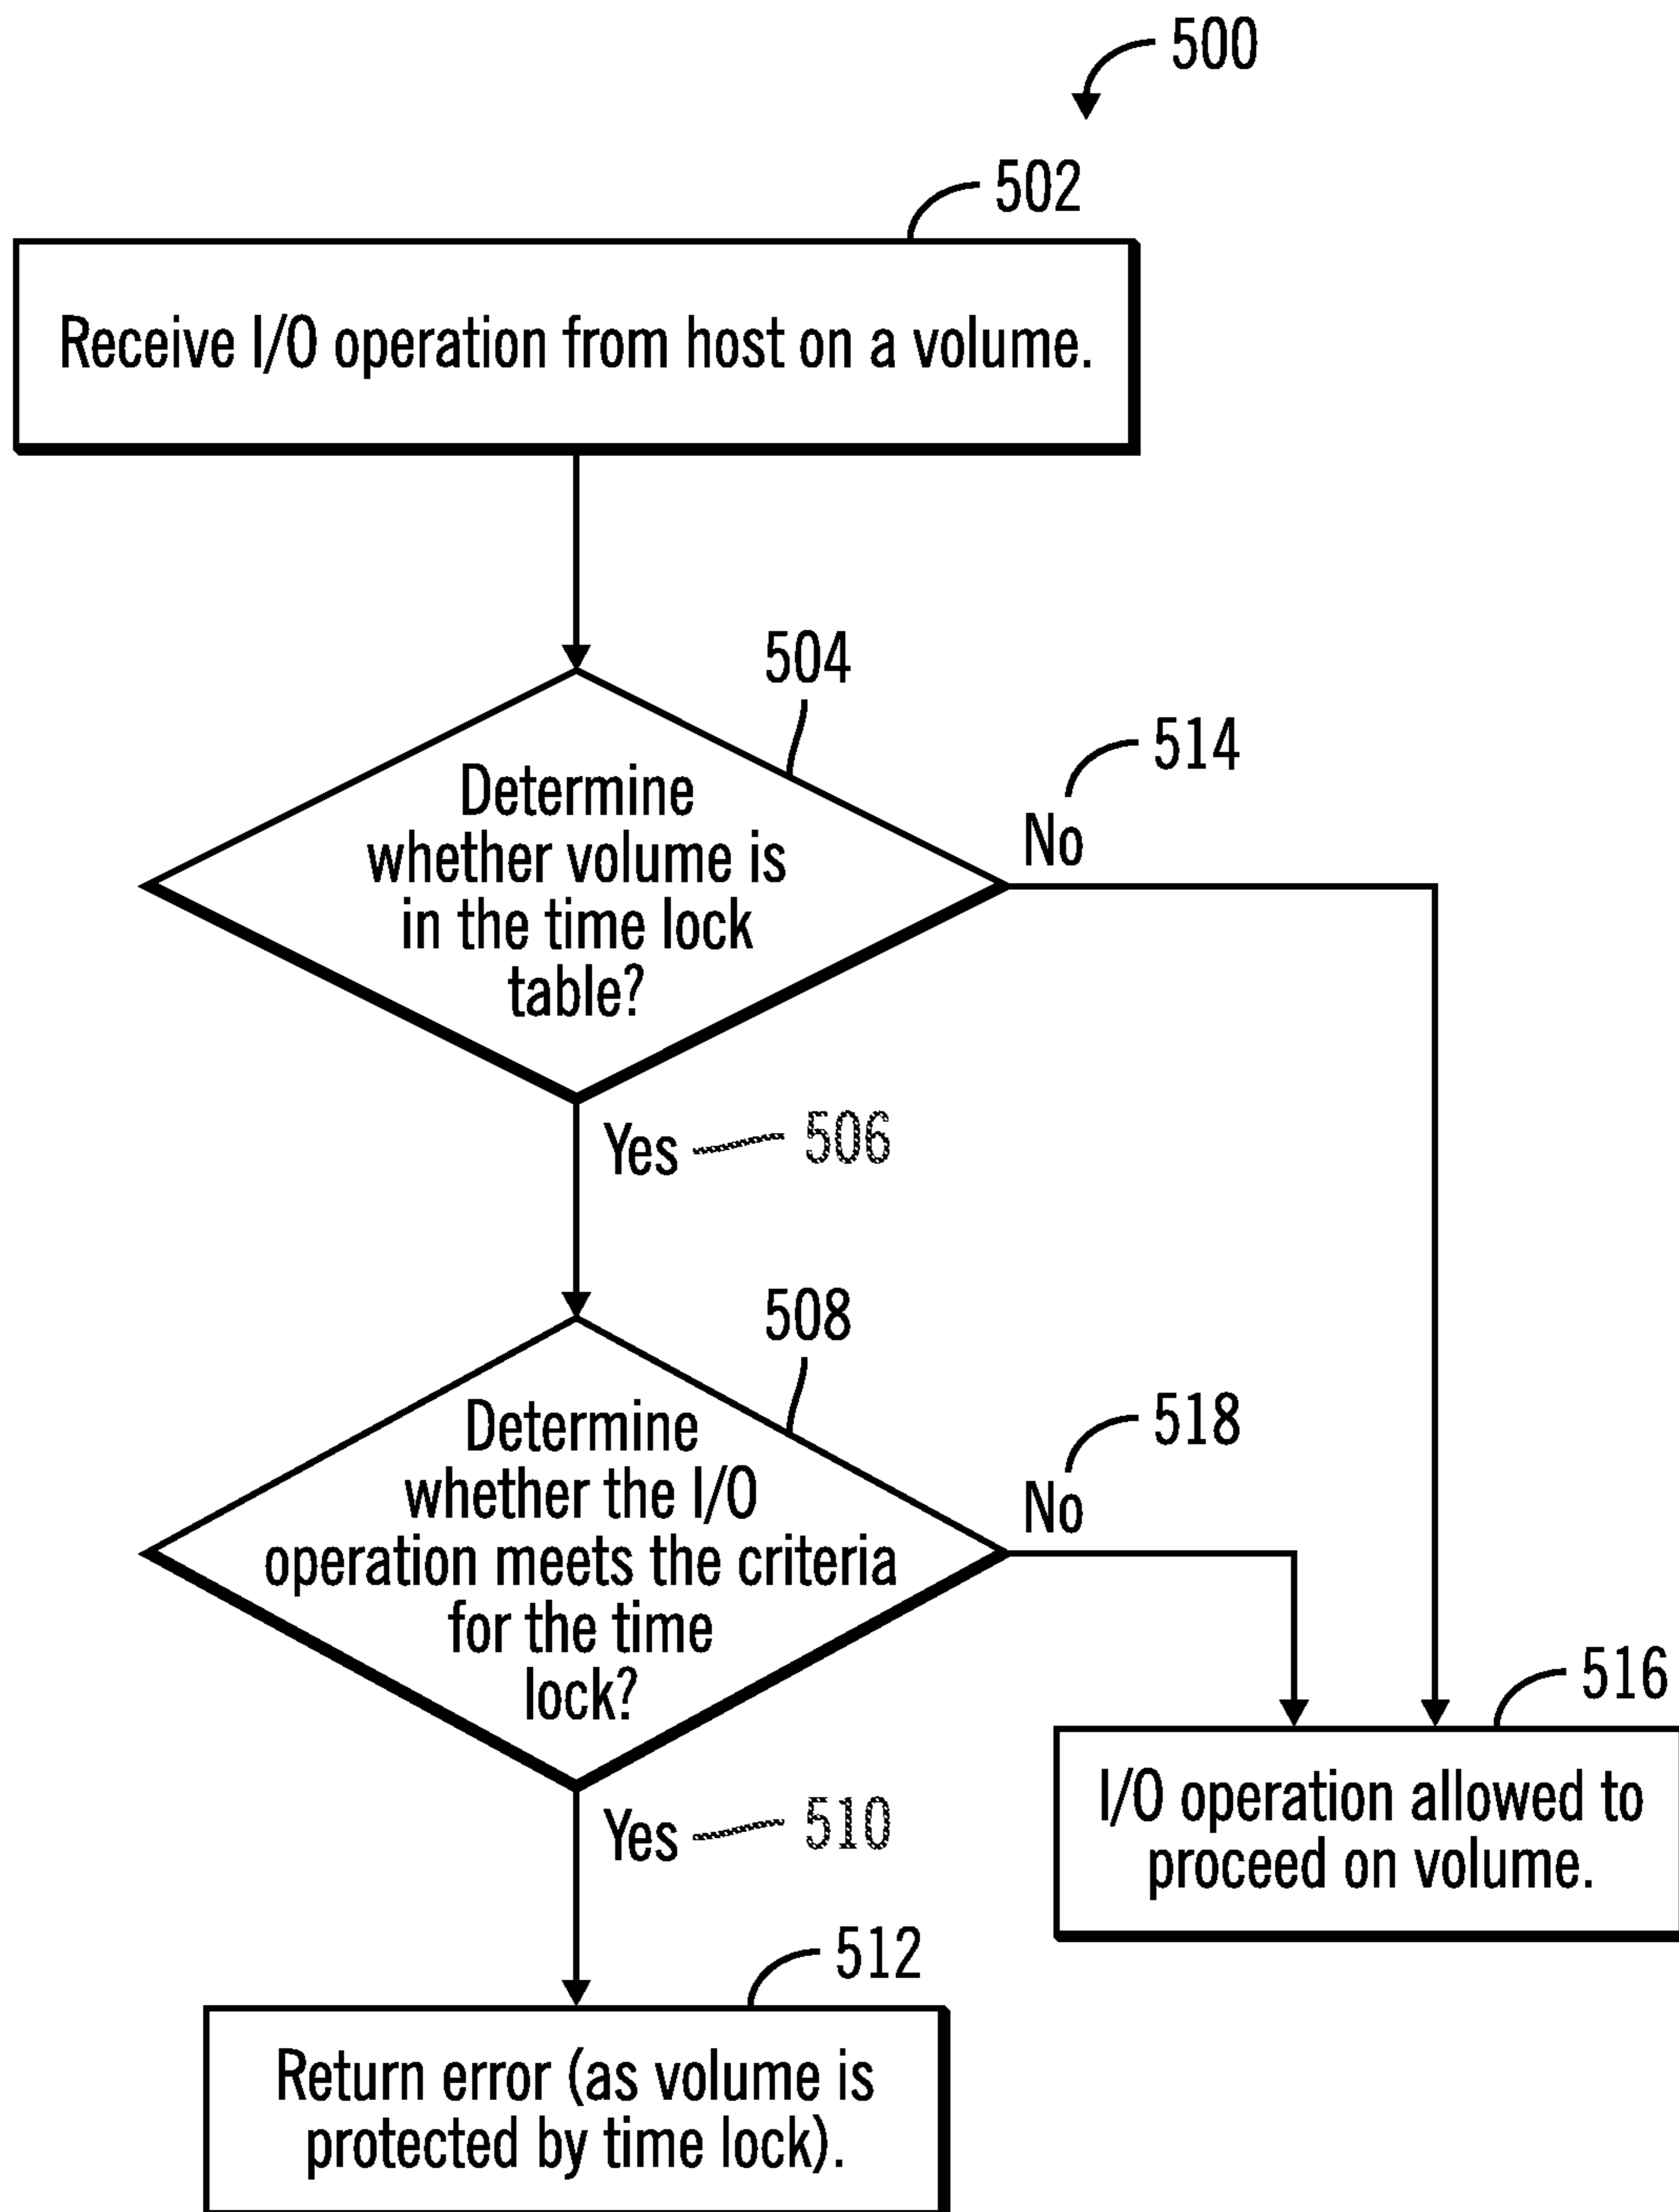 500
502
Receive I/O operation from host on a volume.
504
Determine
whether volume is
in the time lock
table?
514
No
Yes 506
508
Determine
whether the I/O
operation meets the criteria
for the time
lock?
518
No
516
I/O operation allowed to
proceed on volume.
Yes 510
512
Return error (as volume is
protected by time lock).